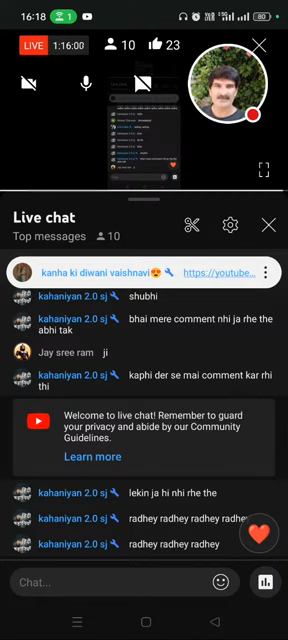 16:18 1 80
LIVE 1:16:00 10 23
Live chat
Top messages 10
kanha ki diwani vaishnavi😍 https://youtube...
kahaniyan 2.0 sj shubhi
kahaniyan 2.0 sj bhai mere comment nhi ja rhe the
abhi tak
Jay sree ram ji
kahaniyan 2.0 sj kaphi der se mai comment kar rhi
thi
Welcome to live chat! Remember to guard
your privacy and abide by our Community
Guidelines.
Learn more
kahaniyan 2.0 sj lekin ja hi nhi rhe the
kahaniyan 2.0 sj radhey radhey radhey radhey
kahaniyan 2.0 sj radhey radhey radhey
Chat...